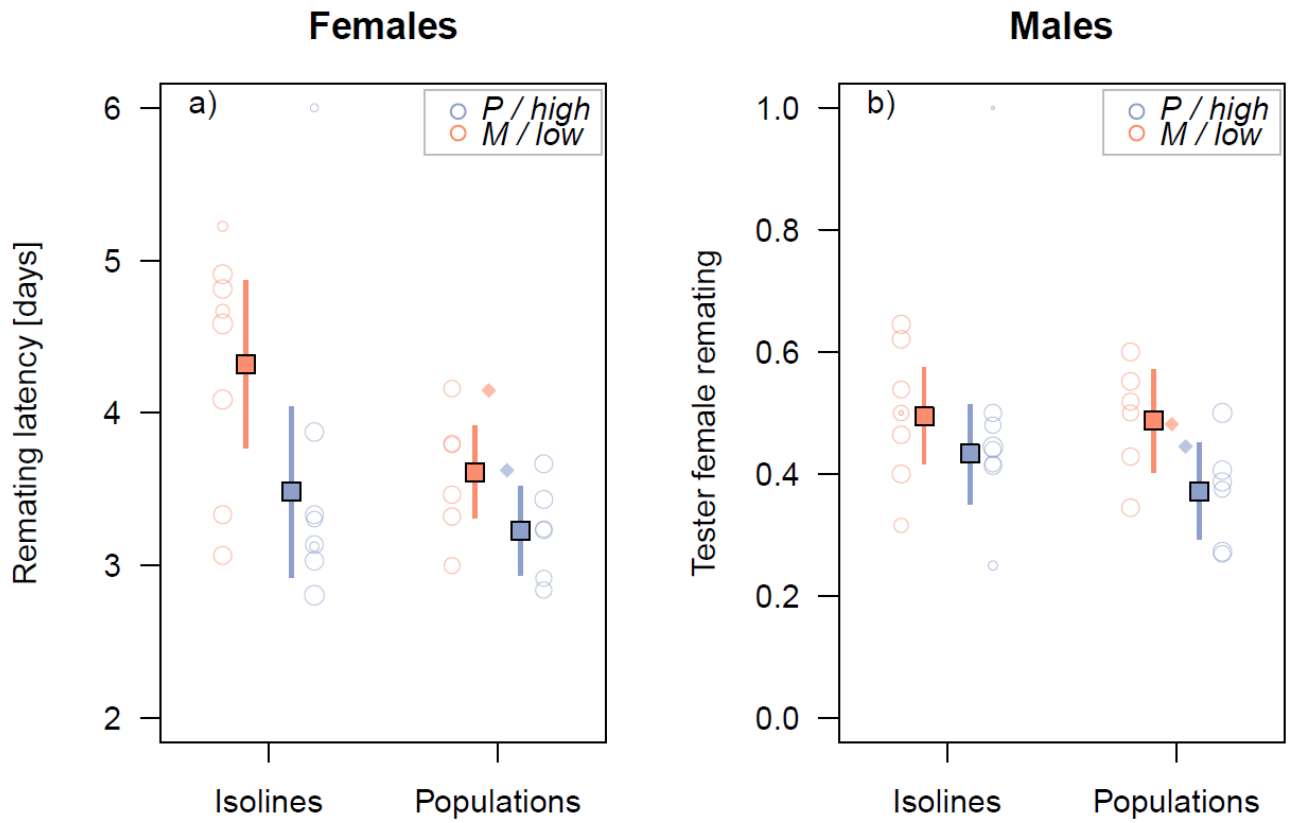 Females
a)
P / high
M / low
Remating latency [days]
6
5
4
3
2
Isolines
Populations
Males
b)
P / high
M / low
Tester female remating
1.0
0.8
0.6
0.4
0.2
0.0
Isolines
Populations